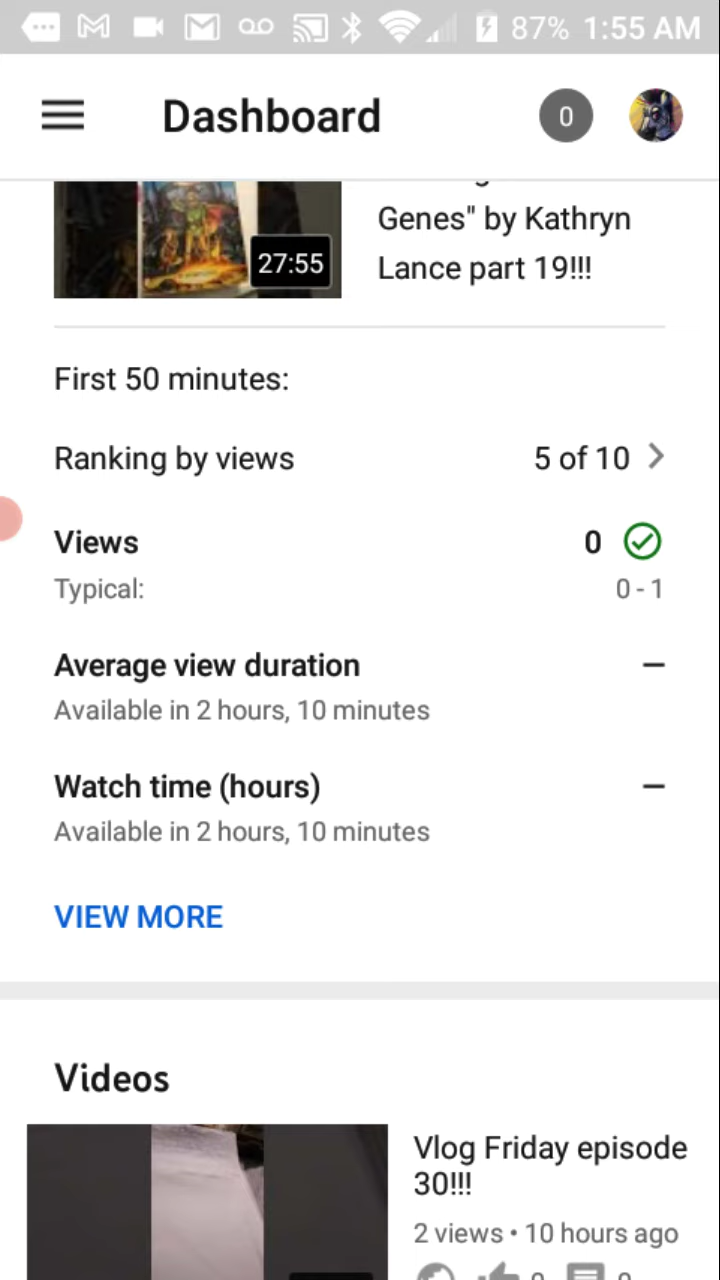 87% 1:55 AM
Dashboard
0
27:55
Genes" by Kathryn
Lance part 19!!!
First 50 minutes:
Ranking by views 5 of 10
Views 0
Typical: 0 - 1
Average view duration –
Available in 2 hours, 10 minutes
Watch time (hours) –
Available in 2 hours, 10 minutes
VIEW MORE
Videos
Vlog Friday episode
30!!!
2 views • 10 hours ago